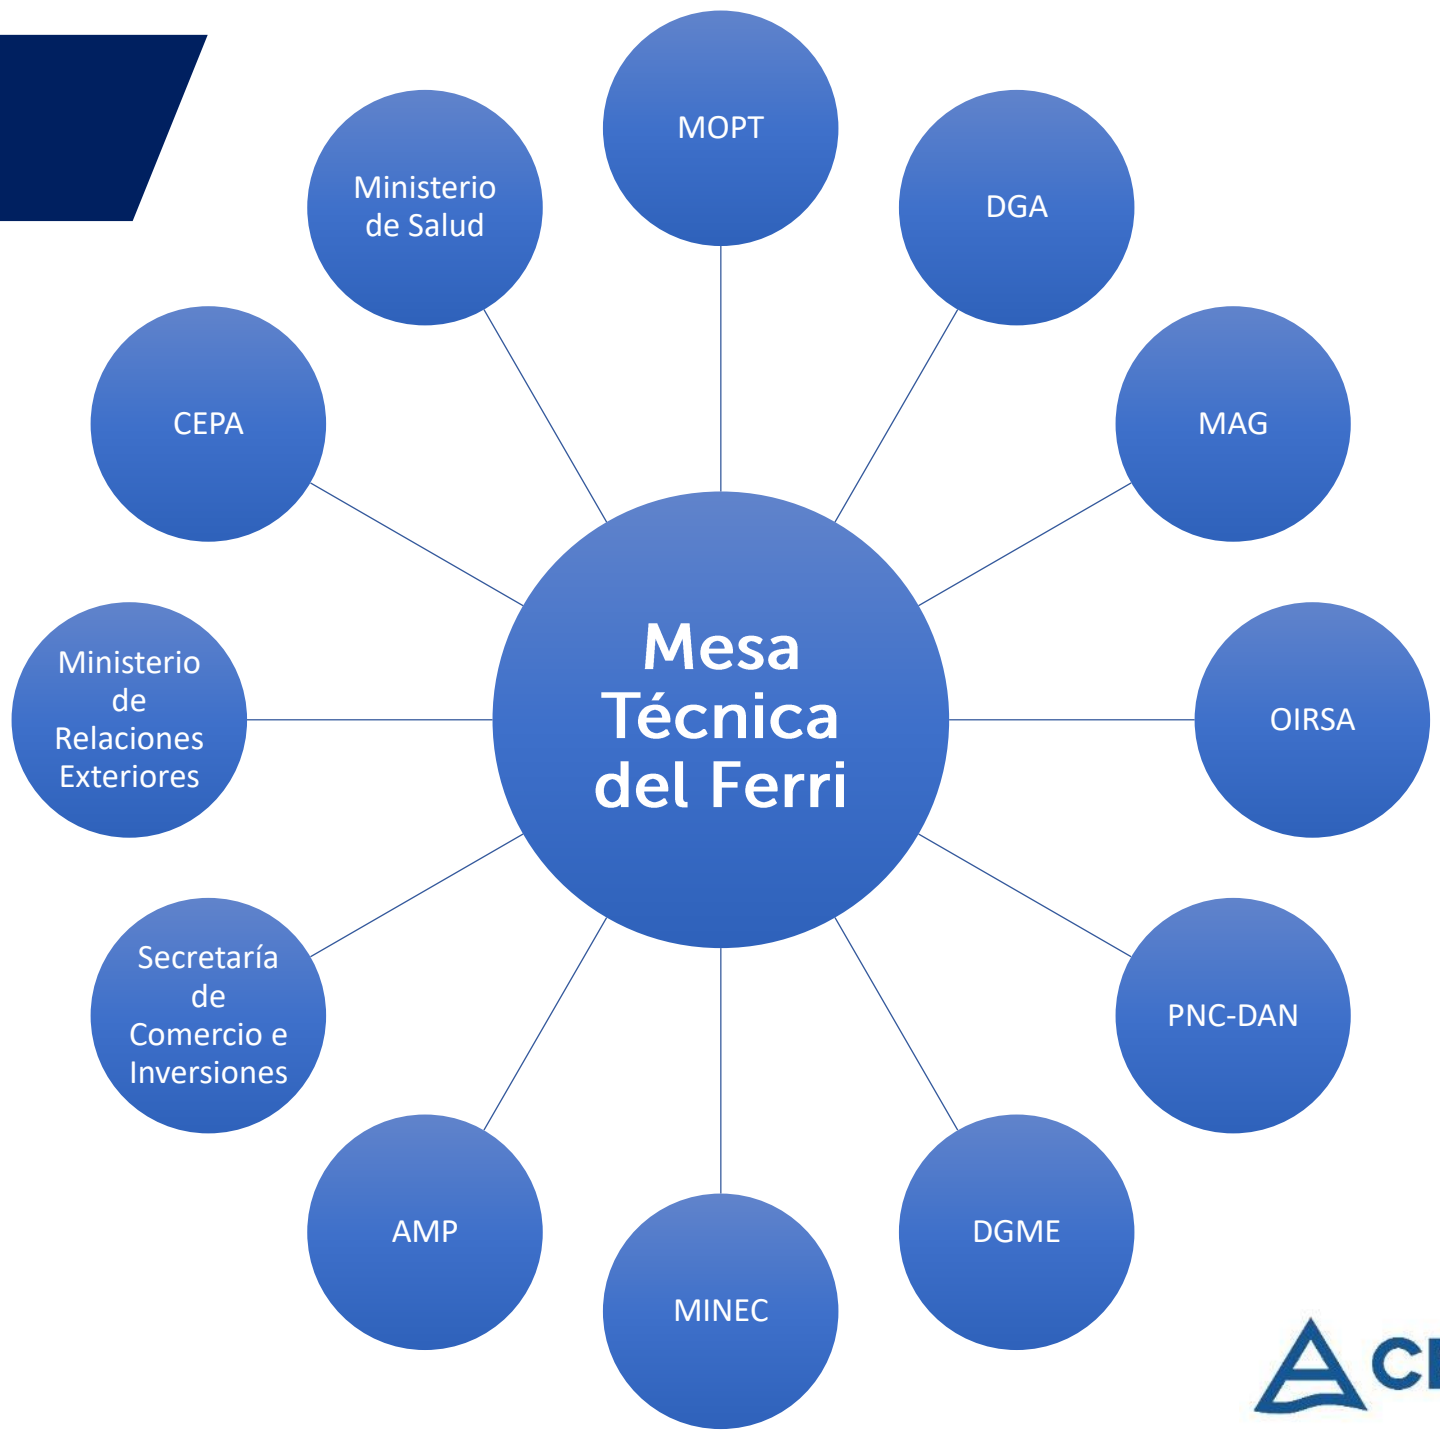 MOPT
DGA
MAG
OIRSA
PNC-DAN
DGME
MINEC
AMP
Secretaría
de
Comercio e
Inversiones
Ministerio
de
Relaciones
Exteriores
CEPA
Ministerio
de Salud
Mesa
Técnica
del Ferri